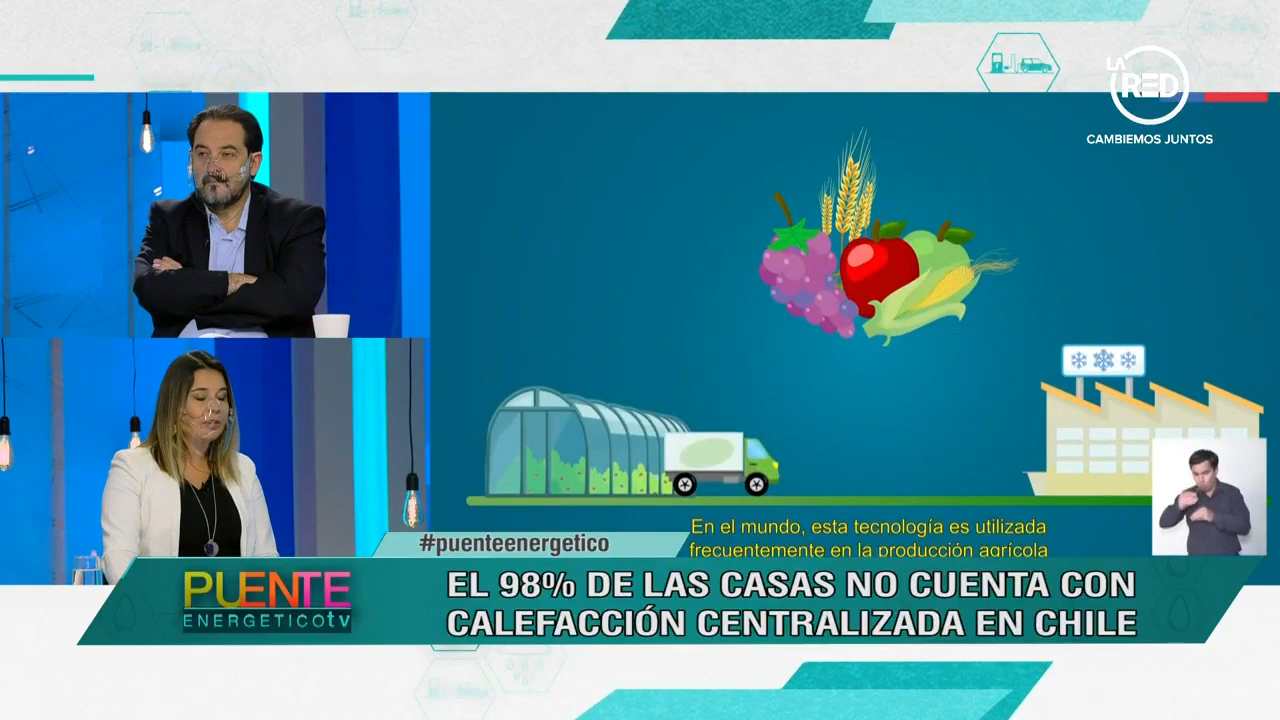 LA
RED
CAMBIEMOS JUNTOS
En el mundo, esta tecnología es utilizada
frecuentemente en la producción agrícola
#puenteenergetico
PUENTE
ENERGETICOtv
EL 98% DE LAS CASAS NO CUENTA CON
CALEFACCIÓN CENTRALIZADA EN CHILE